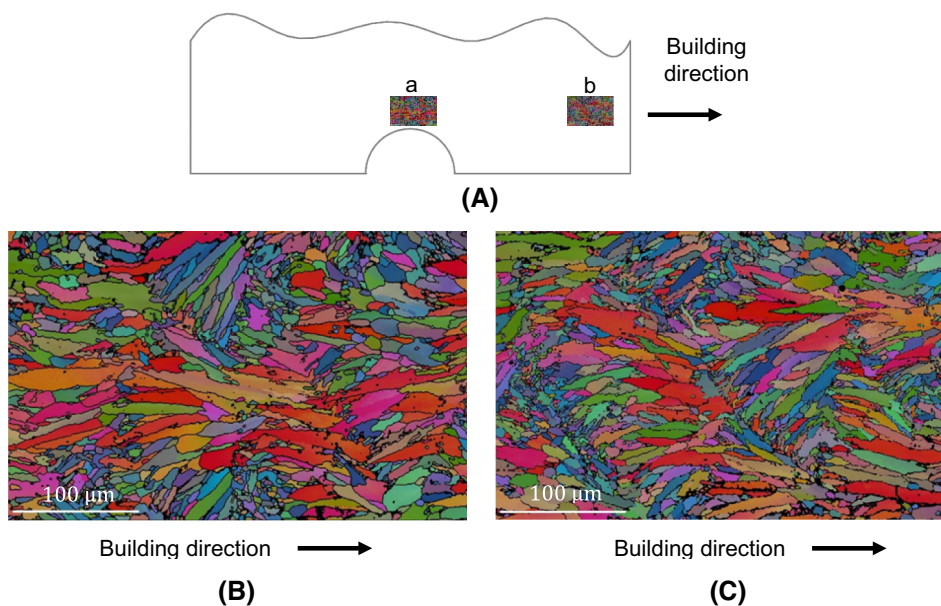 a
b
Building
direction
(A)
100 μm
100 μm
Building direction
Building direction
(B)
(C)